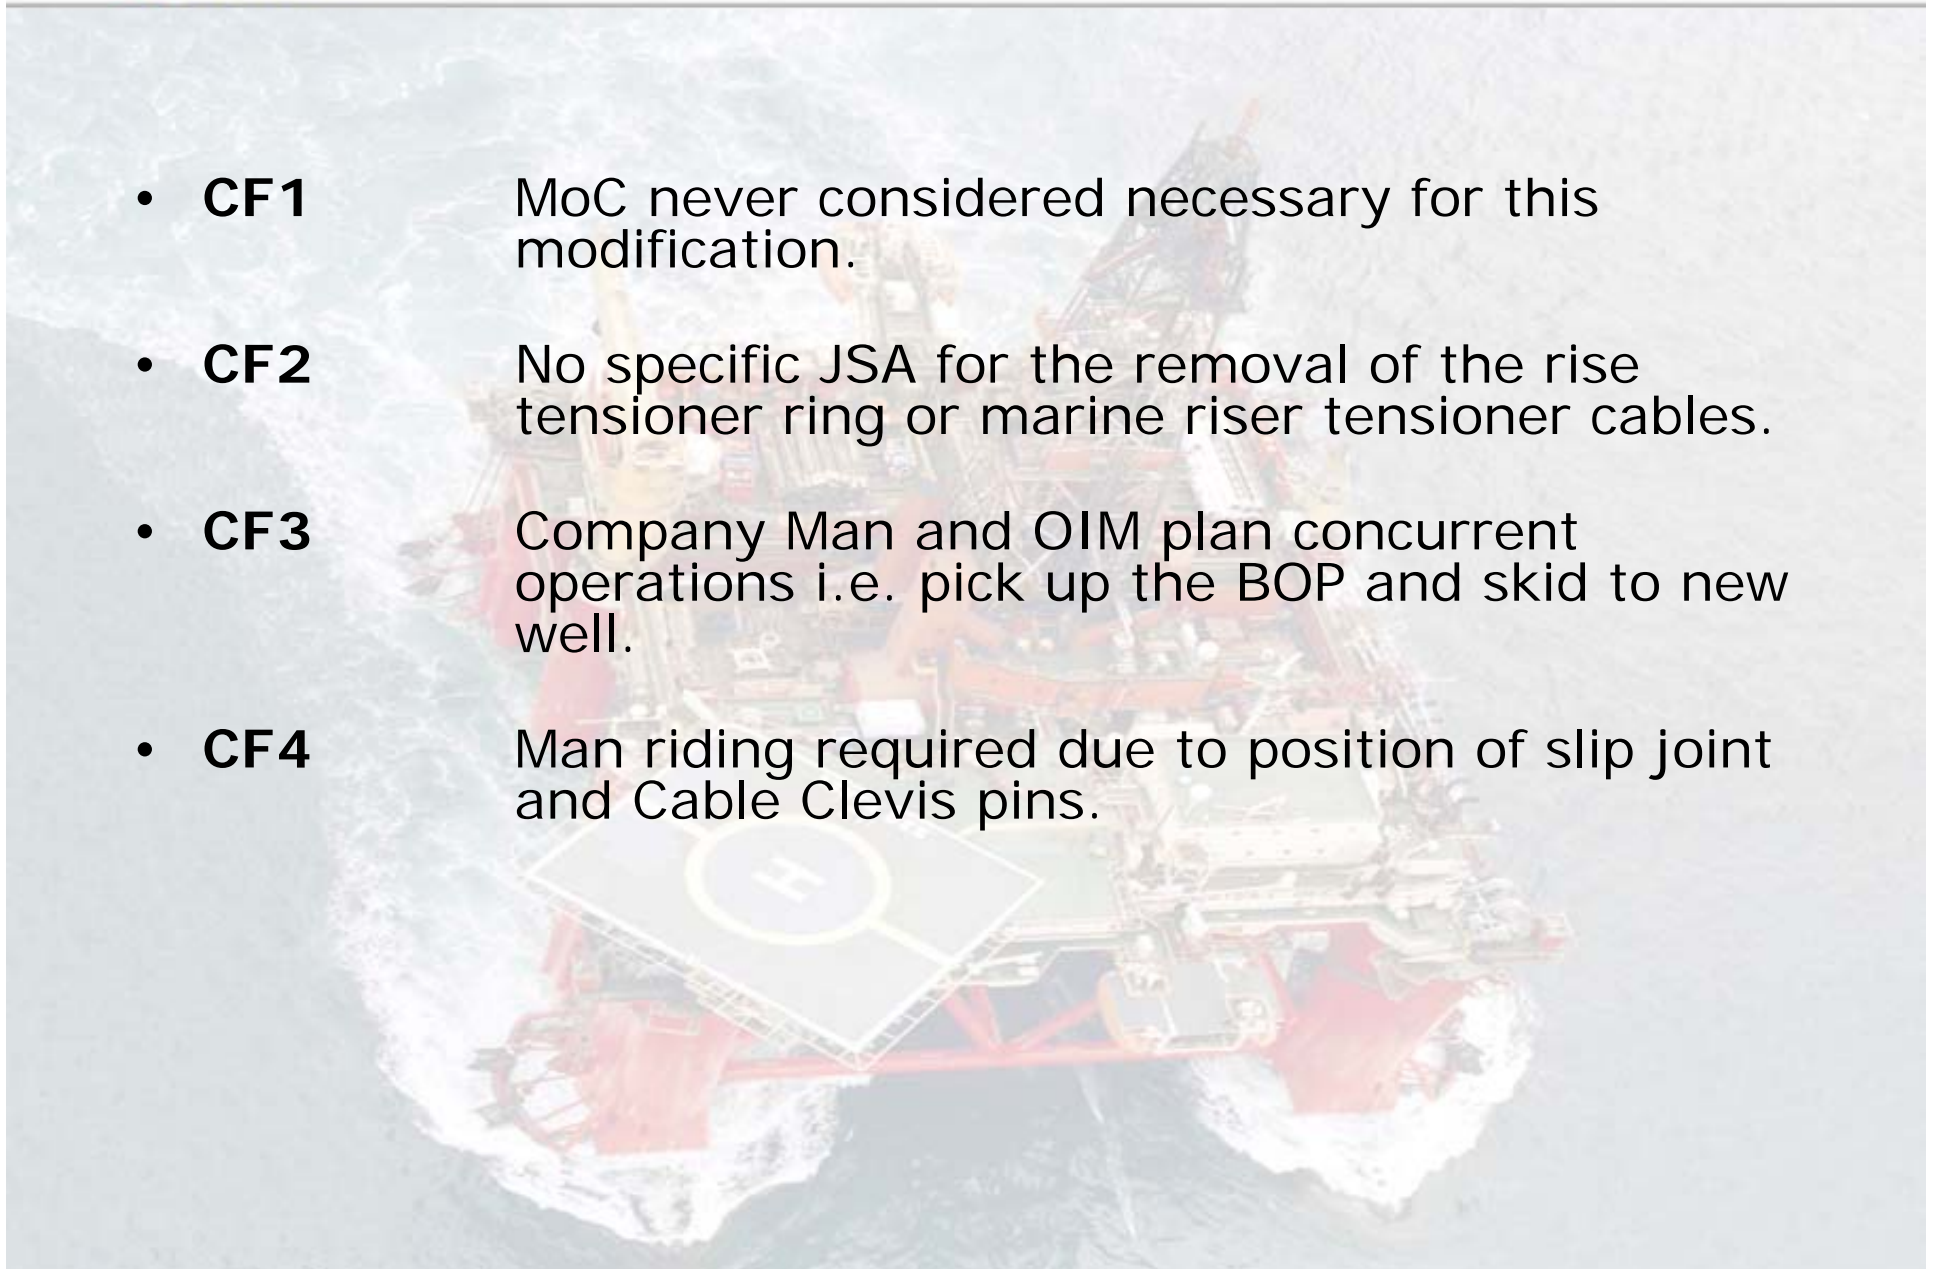 • CF1 MoC never considered necessary for this
modification.
• CF2 No specific JSA for the removal of the rise
tensioner ring or marine riser tensioner cables.
• CF3 Company Man and OIM plan concurrent
operations i.e. pick up the BOP and skid to new
well.
• CF4 Man riding required due to position of slip joint
and Cable Clevis pins.
H